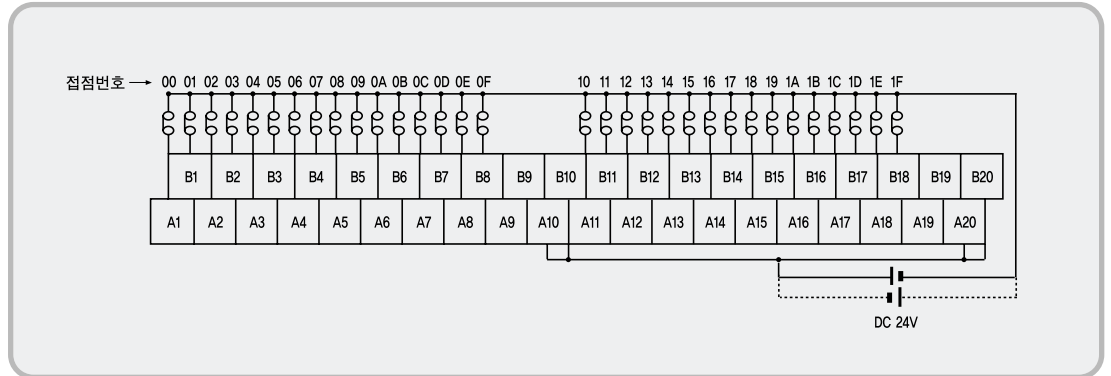 접점번호 → 00 01 02 03 04 05 06 07 08 09 0A 0B 0C 0D 0E 0F 10 11 12 13 14 15 16 17 18 19 1A 1B 1C 1D 1E 1F
B1 B2 B3 B4 B5 B6 B7 B8 B9 B10 B11 B12 B13 B14 B15 B16 B17 B18 B19 B20
A1 A2 A3 A4 A5 A6 A7 A8 A9 A10 A11 A12 A13 A14 A15 A16 A17 A18 A19 A20
DC 24V